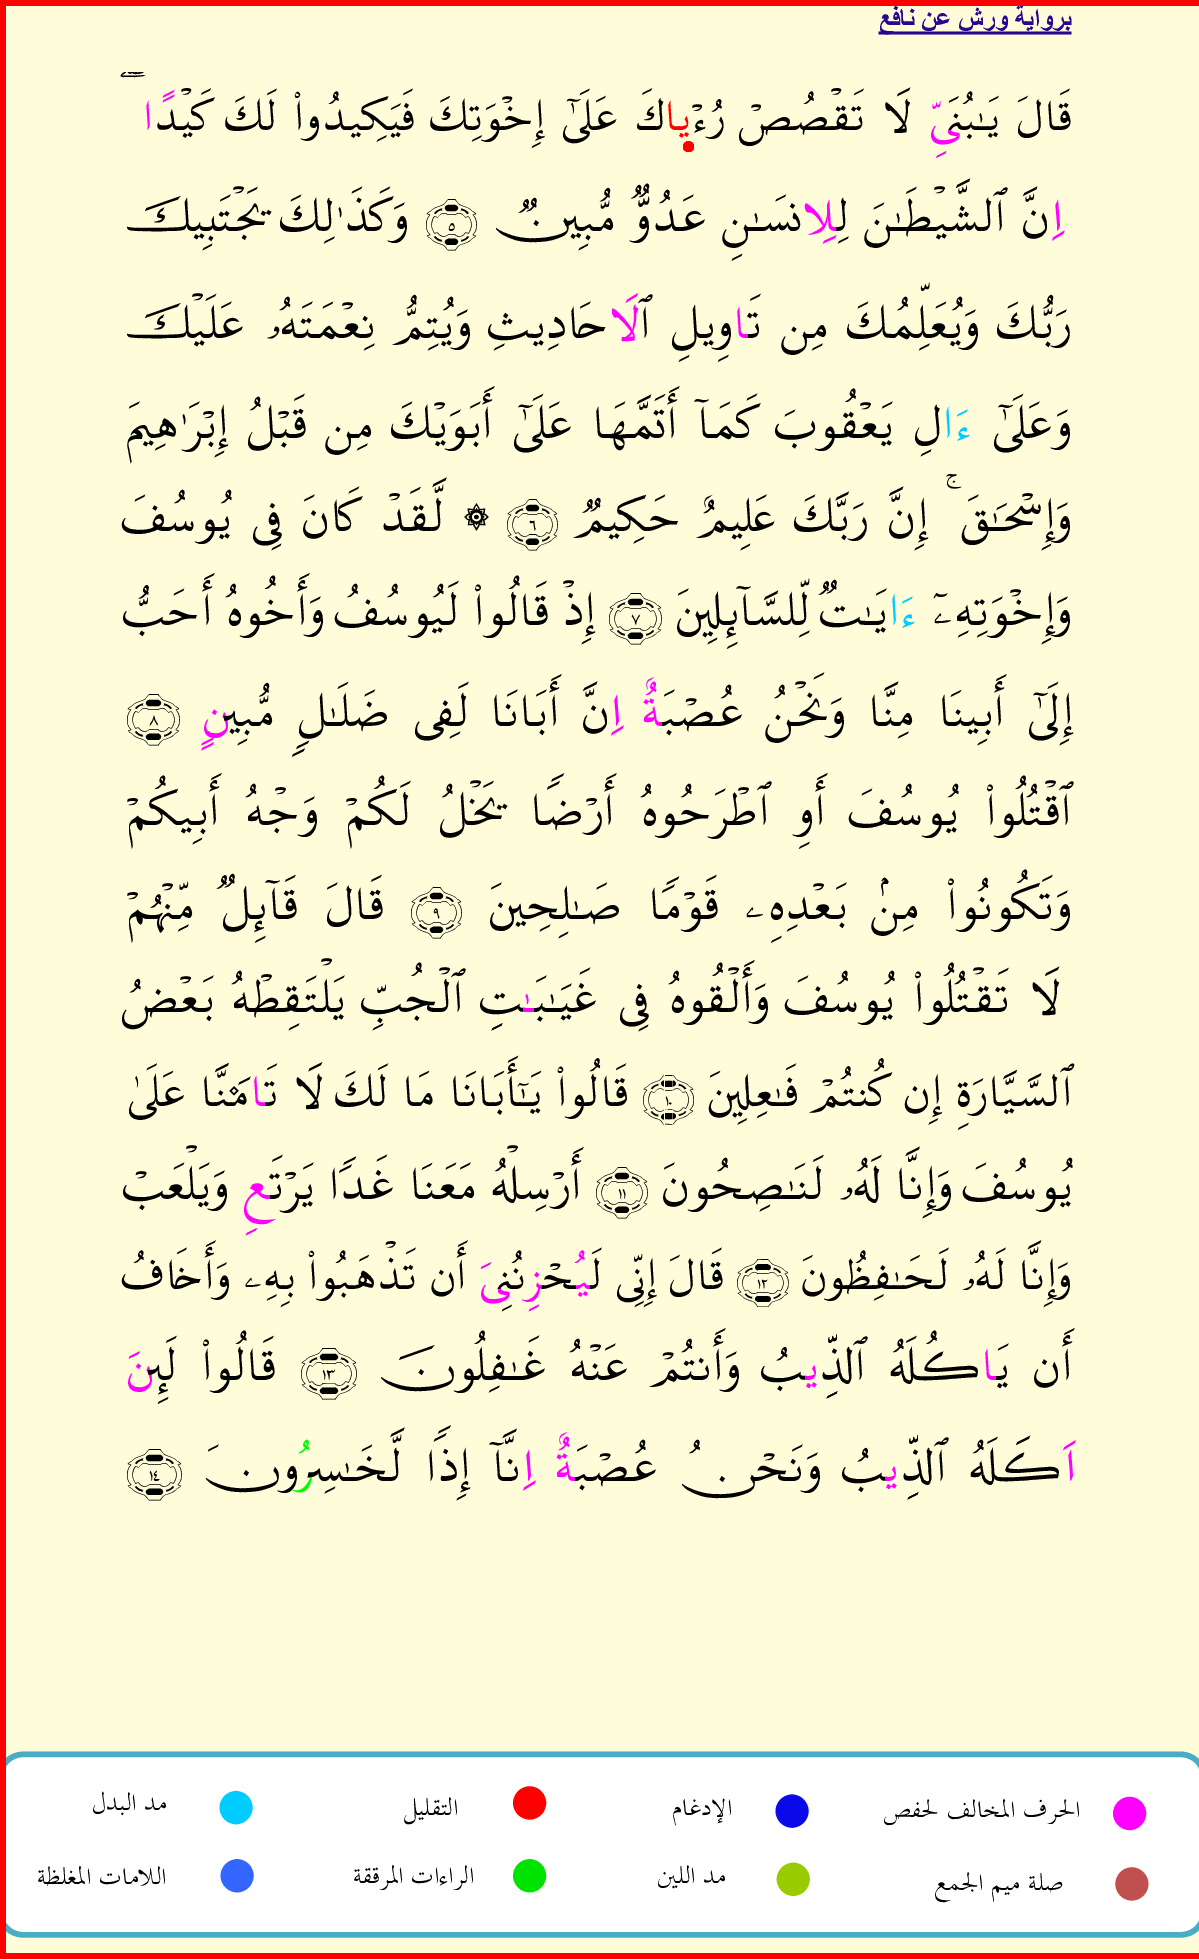 برواية ورش عن نافع
قَالَ يَٰبُنَيِّ لَا تَقْصُصْ رُءْيَاكَ عَلَىٰٓ إِخْوَتِكَ فَيَكِيدُواْ لَكَ كَيْدًا
اِنَّ ٱلشَّيْطَٰنَ لِلِانسَٰنِ عَدُوٌّ مُّبِينٌ ٥ وَكَذَٰلِكَ يَجْتَبِيكَ
رَبُّكَ وَيُعَلِّمُكَ مِن تَاوِيلِ ٱلَاحَادِيثِ وَيُتِمُّ نِعْمَتَهُۥ عَلَيْكَ
وَعَلَىٰٓ ءَالِ يَعْقُوبَ كَمَآ أَتَمَّهَا عَلَىٰٓ أَبَوَيْكَ مِن قَبْلُ إِبْرَٰهِيمَ
وَإِسْحَٰقَ ۚ إِنَّ رَبَّكَ عَلِيمٌ حَكِيمٌ ٦ ۞ لَّقَدْ كَانَ فِى يُوسُفَ
وَإِخْوَتِهِۦٓ ءَايَٰتٌ لِّلسَّآئِلِينَ ٧ إِذْ قَالُواْ لَيُوسُفُ وَأَخُوهُ أَحَبُّ
إِلَىٰٓ أَبِينَا مِنَّا وَنَحْنُ عُصْبَةٌ اِنَّ أَبَانَا لَفِى ضَلَٰلٍ مُّبِينٍ ٨
ٱقْتُلُواْ يُوسُفَ أَوِ ٱطْرَحُوهُ أَرْضًا يَخْلُ لَكُمْ وَجْهُ أَبِيكُمْ
وَتَكُونُواْ مِنۢ بَعْدِهِۦ قَوْمًا صَٰلِحِينَ ٩ قَالَ قَآئِلٌ مِّنْهُمْ
لَا تَقْتُلُواْ يُوسُفَ وَأَلْقُوهُ فِى غَيَٰبَٰتِ ٱلْجُبِّ يَلْتَقِطْهُ بَعْضُ
ٱلسَّيَّارَةِ إِن كُنتُمْ فَٰعِلِينَ ١٠ قَالُواْ يَٰٓأَبَانَا مَا لَكَ لَا تَامَ۬نَّا عَلَىٰ
يُوسُفَ وَإِنَّا لَهُۥ لَنَٰصِحُونَ ١١ أَرْسِلْهُ مَعَنَا غَدًا يَرْتَعِ وَيَلْعَبْ
وَإِنَّا لَهُۥ لَحَٰفِظُونَ ١٢ قَالَ إِنِّى لَيُحْزِنُنِىَ أَن تَذْهَبُواْ بِهِۦ وَأَخَافُ
أَن يَاكُلَهُ ٱلذِّيبُ وَأَنتُمْ عَنْهُ غَٰفِلُونَ ١٣ قَالُواْ لَئِنَ
اَكَلَهُ ٱلذِّيبُ وَنَحْنُ عُصْبَةٌ اِنَّآ إِذًا لَّخَٰسِرُونَ ١٤
الحرف المخالف لحفص الإدغام التقليل مد البدل
صلة ميم الجمع مد اللين الراءات المرققة اللامات المغلظة